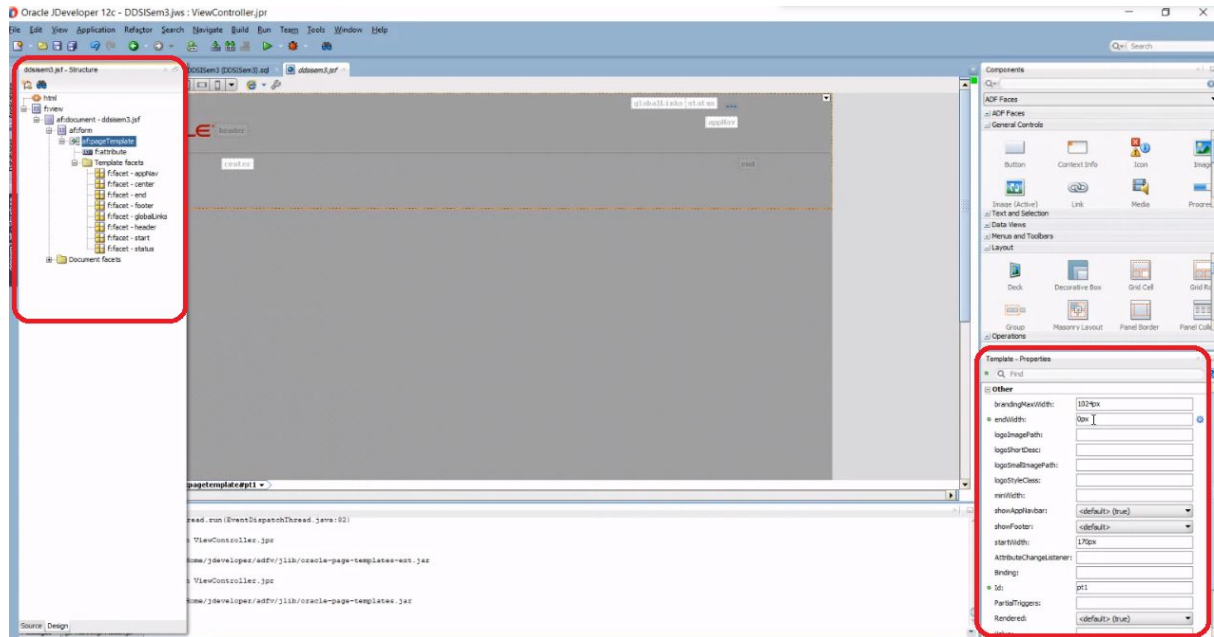 Oracle JDeveloper 12c - DDSISem3.jws : ViewController.jpr
File Edit View Application Refactor Search Navigate Build Run Team Tools Window Help
Search
ddsisem3.jsf - Structure
DDSISem3 (DDSISem3).sql
ddsisem3.jsf
html
f:view
af:document - ddsisem3.jsf
af:form
af:pageTemplate
f:attribute
Template facets
f:facet - appNav
f:facet - center
f:facet - end
f:facet - footer
f:facet - globalLinks
f:facet - header
f:facet - start
f:facet - status
Document facets
LE header
globalLinks status
appNav
center
end
pagetemplate#pt1
read.run(EventDispatchThread.java:82)
ViewController.jpr
ome/jdeveloper/adfv/jlib/oracle-page-templates-ext.jar
ViewController.jpr
ome/jdeveloper/adfv/jlib/oracle-page-templates.jar
Source Design
Components
ADF Faces
ADF Faces
General Controls
Button Context Info Icon Image
Image (Active) Link Media Progres
Text and Selection
Data Views
Menus and Toolbars
Layout
Deck Decorative Box Grid Cell Grid Ro
Group Masonry Layout Panel Border Panel Colle
Operations
Template - Properties
Find
Other
brandingMaxWidth: 1024px
endWidth: 0px
logoImagePath:
logoShortDesc:
logoSmallImagePath:
logoStyleClass:
minWidth:
showAppNavbar: <default> (true)
showFooter: <default>
startWidth: 170px
AttributeChangeListener:
Binding:
Id: pt1
PartialTriggers:
Rendered: <default> (true)